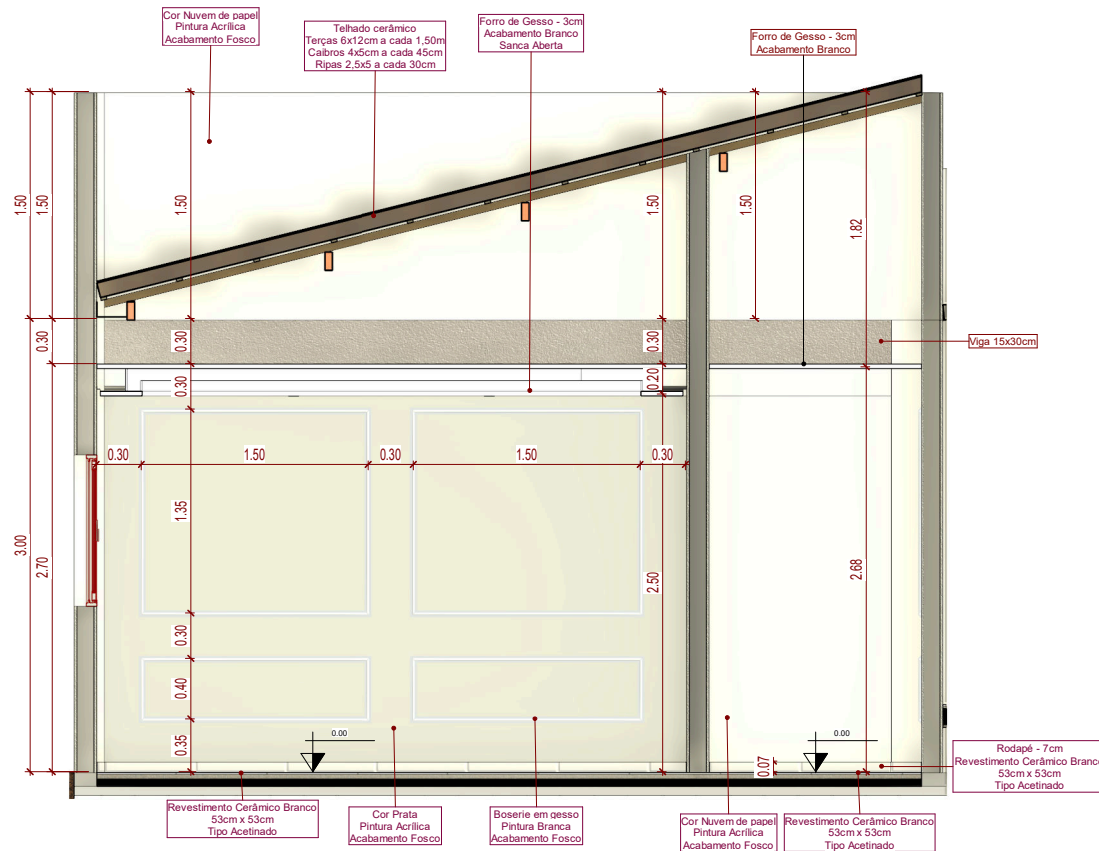 Cor Nuvem de papel
Pintura Acrílica
Acabamento Fosco
Telhado cerâmico
Terças 6x12cm a cada 1,50m
Caibros 4x5cm a cada 45cm
Ripas 2,5x5 a cada 30cm
Forro de Gesso - 3cm
Acabamento Branco
Sanca Aberta
Forro de Gesso - 3cm
Acabamento Branco
1.50
1.50
1.50
1.50
1.50
1.82
0.30
0.30
0.30
Viga 15x30cm
0.30
0.20
0.30
1.50
0.30
1.50
0.30
1.35
3.00
2.70
2.50
2.68
0.30
0.40
0.35
0.00
0.00
0.07
Rodapé - 7cm
Revestimento Cerâmico Branco
53cm x 53cm
Tipo Acetinado
Revestimento Cerâmico Branco
53cm x 53cm
Tipo Acetinado
Cor Prata
Pintura Acrílica
Acabamento Fosco
Boserie em gesso
Pintura Branca
Acabamento Fosco
Cor Nuvem de papel
Pintura Acrílica
Acabamento Fosco
Revestimento Cerâmico Branco
53cm x 53cm
Tipo Acetinado